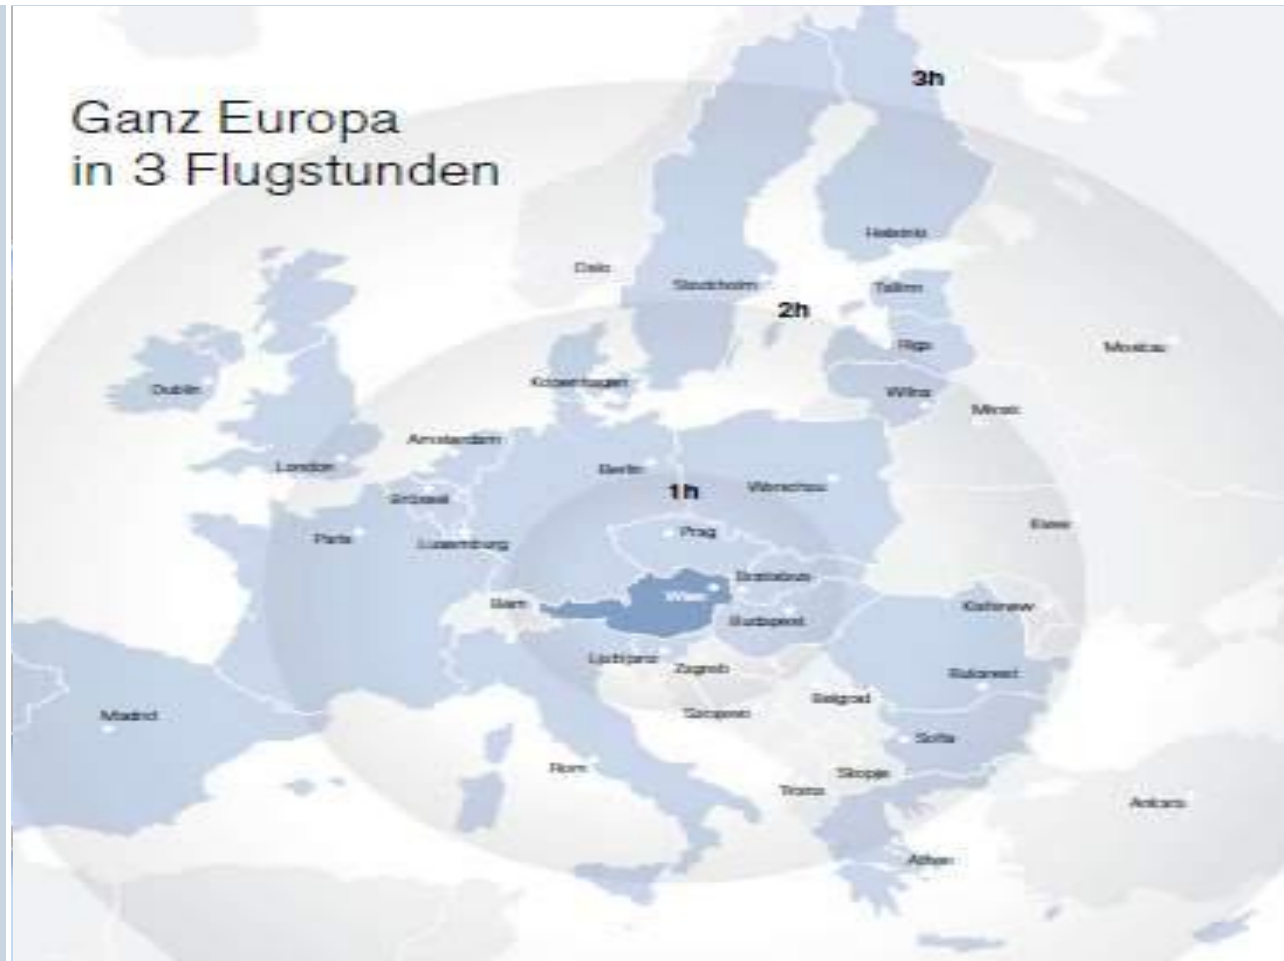 Ganz Europa
in 3 Flugstunden
3h
Helsinki
Oslo
Stockholm
Tallinn
2h
Riga
Moskau
Dublin
Kopenhagen
Wilna
Minsk
Amsterdam
London
Berlin
1h
Warschau
Brüssel
Paris
Luxemburg
Prag
Kiew
Bratislava
Wien
Bern
Budapest
Kishinew
Ljubljana
Zagreb
Bukarest
Belgrad
Madrid
Sarajewo
Sofia
Rom
Skopje
Tirana
Ankara
Athen